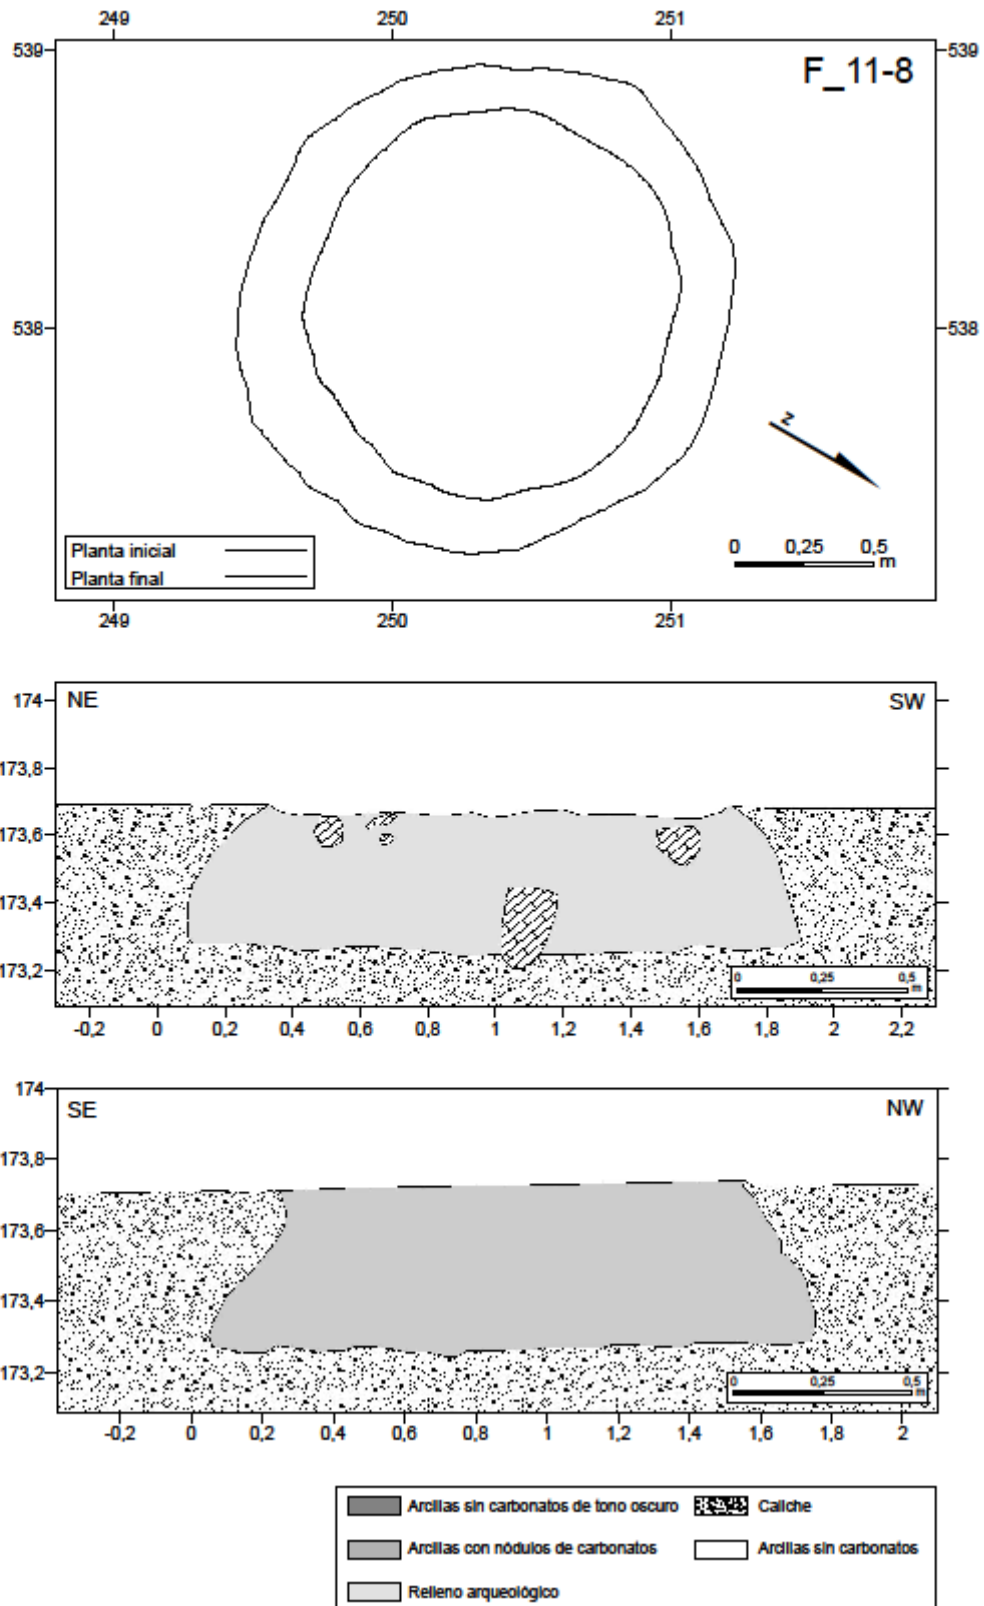 249 250 251
539 539
F_11-8
538 538
z
Planta inicial
Planta final
0 0,25 0,5
m
249 250 251
174 NE SW
173,8
173,6
173,4
173,2
0 0,25 0,5
m
-0,2 0 0,2 0,4 0,6 0,8 1 1,2 1,4 1,6 1,8 2 2,2
174
SE NW
173,8
173,6
173,4
173,2
0 0,25 0,5
m
-0,2 0 0,2 0,4 0,6 0,8 1 1,2 1,4 1,6 1,8 2
Arcillas sin carbonatos de tono oscuro Caliche
Arcillas con nódulos de carbonatos Arcillas sin carbonatos
Relleno arqueológico